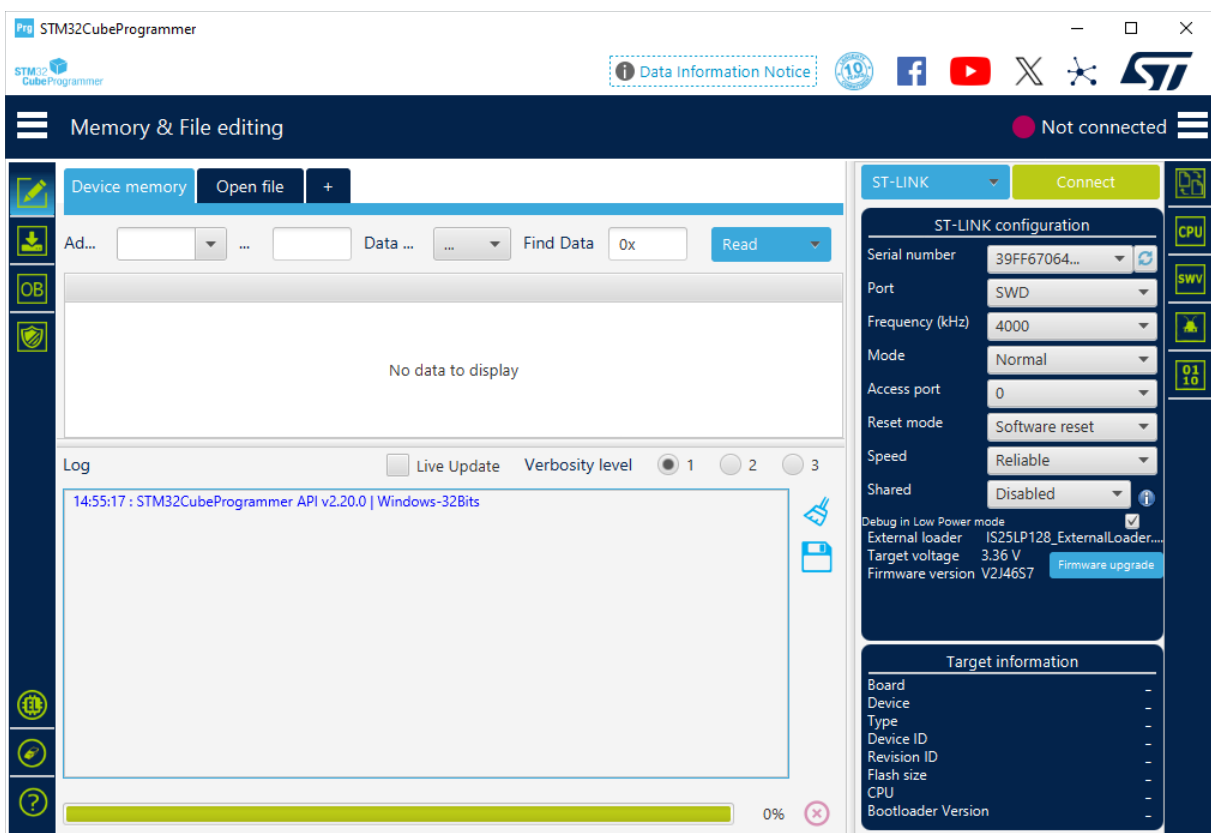 Prg STM32CubeProgrammer
STM32
CubeProgrammer
Data Information Notice
10
Memory & File editing
Not connected
Device memory Open file +
Ad... ... Data ... ... Find Data 0x Read
No data to display
Log Live Update Verbosity level 1 2 3
14:55:17 : STM32CubeProgrammer API v2.20.0 | Windows-32Bits
0%
OB
EL
?
ST-LINK Connect
ST-LINK configuration
Serial number 39FF67064...
Port SWD
Frequency (kHz) 4000
Mode Normal
Access port 0
Reset mode Software reset
Speed Reliable
Shared Disabled
Debug in Low Power mode
External loader IS25LP128_ExternalLoader....
Target voltage 3.36 V
Firmware version V2J46S7 Firmware upgrade
Target information
Board -
Device -
Type -
Device ID -
Revision ID -
Flash size -
CPU -
Bootloader Version -
CPU
SWV
01
10